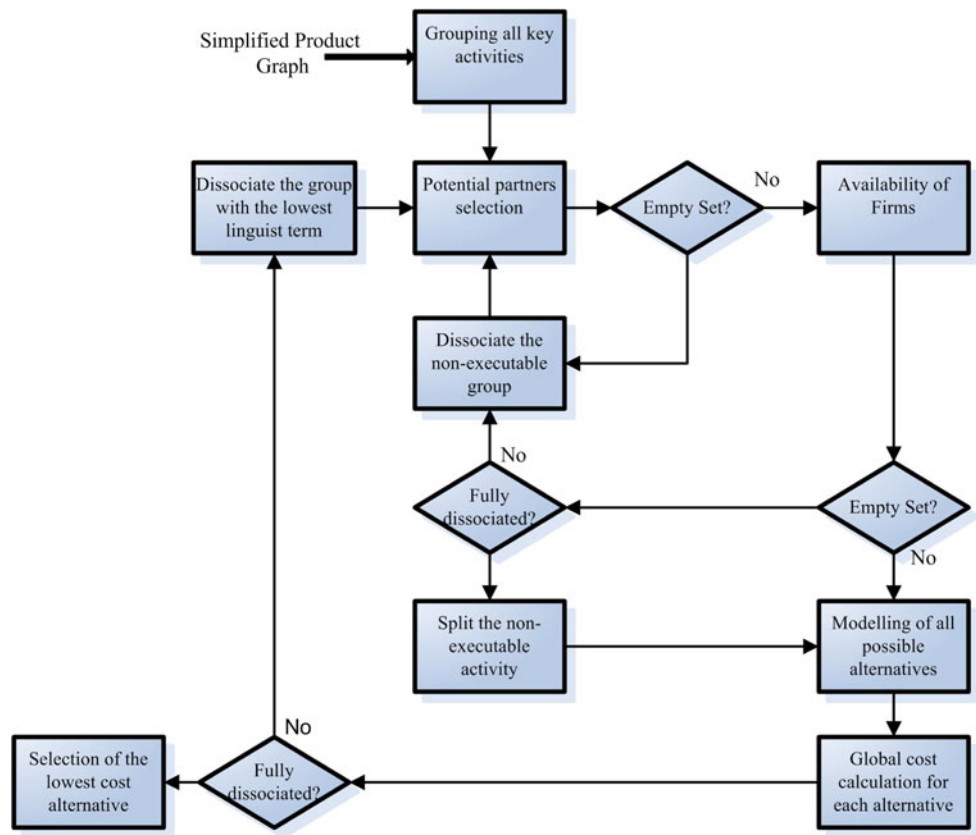 Simplified Product
Graph
Grouping all key
activities
Dissociate the group
with the lowest
linguist term
Potential partners
selection
Empty Set?
No
Availability of
Firms
Dissociate the
non-executable
group
No
Fully
dissociated?
Empty Set?
No
Split the non-
executable
activity
Modelling of all
possible
alternatives
No
Selection of the
lowest cost
alternative
Fully
dissociated?
Global cost
calculation for
each alternative